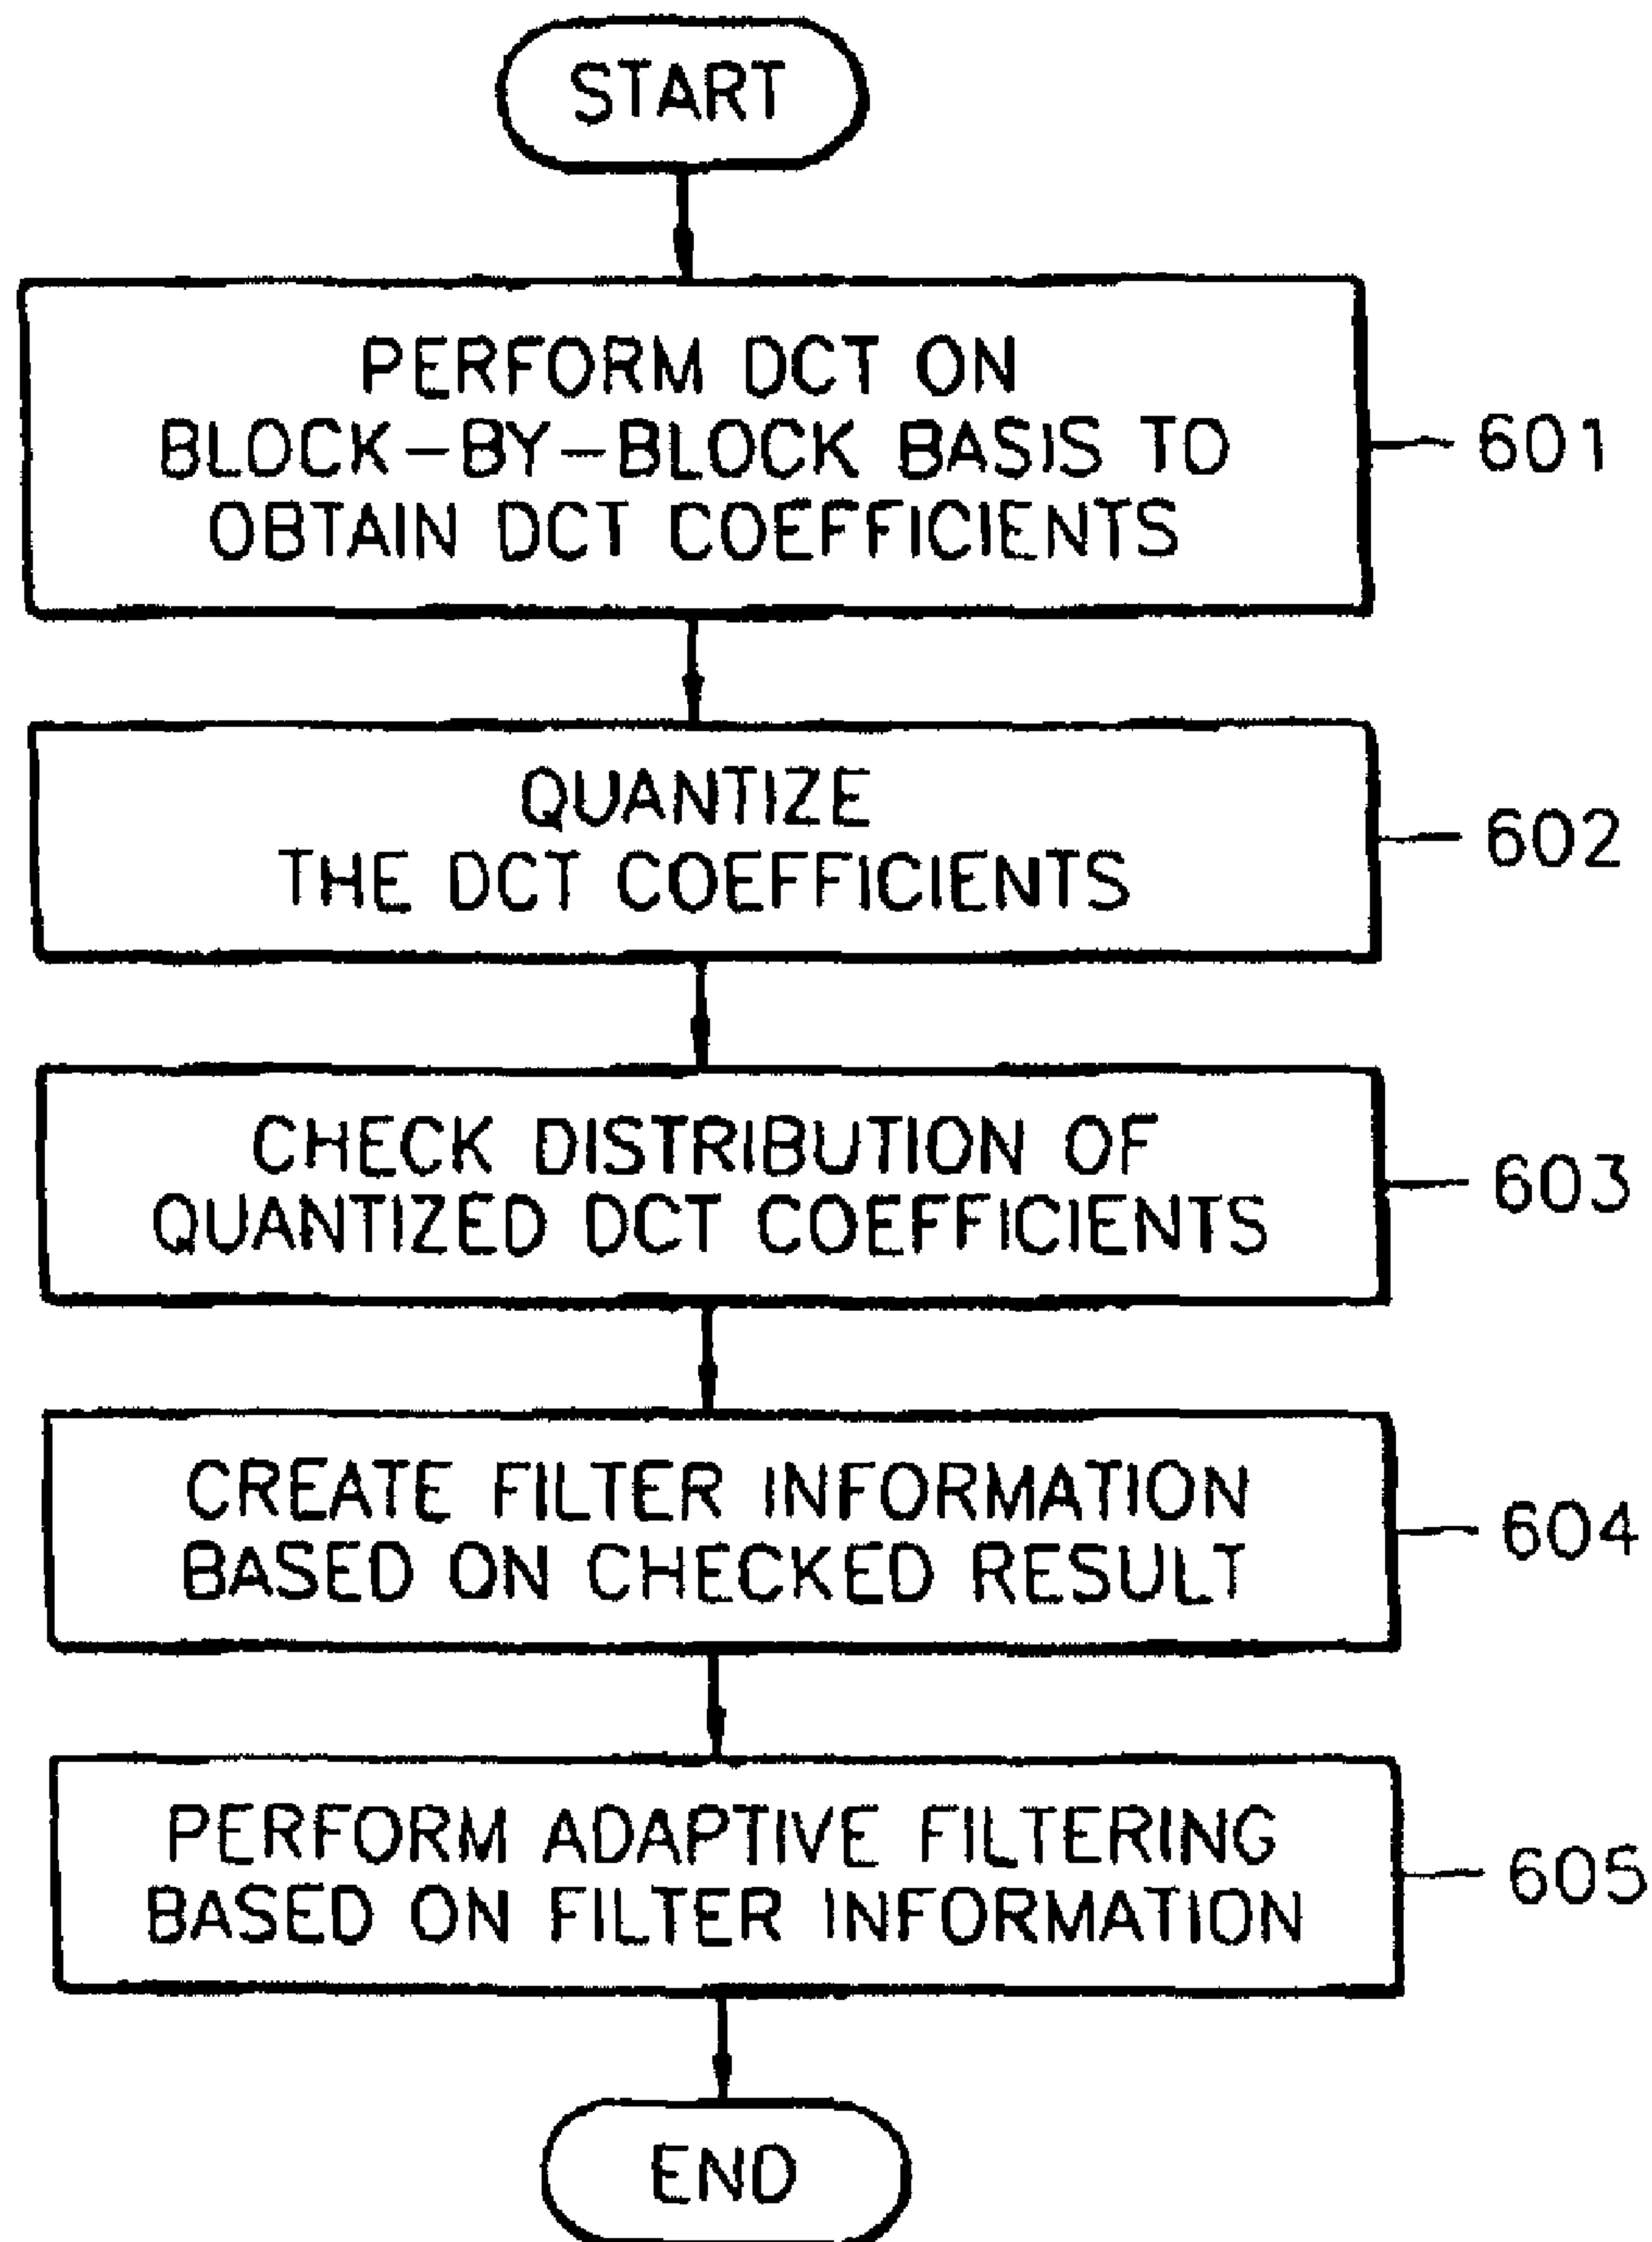 START
PERFORM DCT ON
BLOCK-BY-BLOCK BASIS TO
OBTAIN DCT COEFFICIENTS
601
QUANTIZE
THE DCT COEFFICIENTS
602
CHECK DISTRIBUTION OF
QUANTIZED DCT COEFFICIENTS
603
CREATE FILTER INFORMATION
BASED ON CHECKED RESULT
604
PERFORM ADAPTIVE FILTERING
BASED ON FILTER INFORMATION
605
END